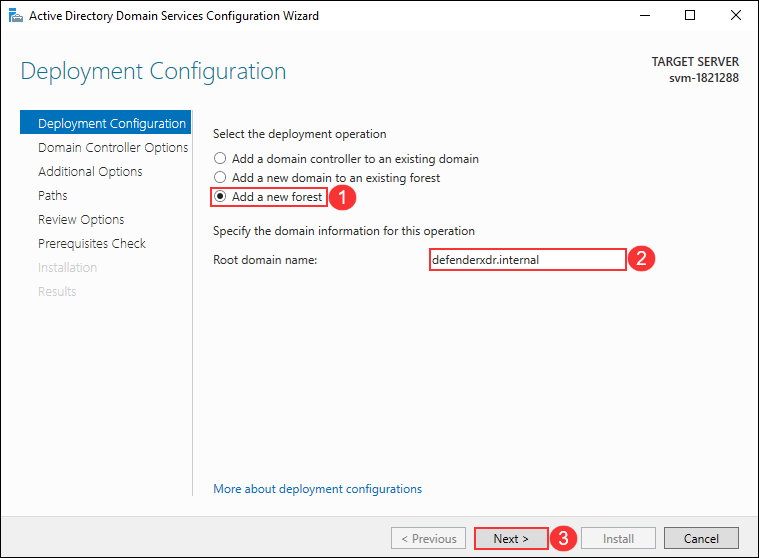 Active Directory Domain Services Configuration Wizard
Deployment Configuration
TARGET SERVER
svm-1821288
Deployment Configuration
Domain Controller Options
Additional Options
Paths
Review Options
Prerequisites Check
Installation
Results
Select the deployment operation
Add a domain controller to an existing domain
Add a new domain to an existing forest
Add a new forest 1
Specify the domain information for this operation
Root domain name: defenderxdr.internal 2
More about deployment configurations
< Previous Next > 3 Install Cancel